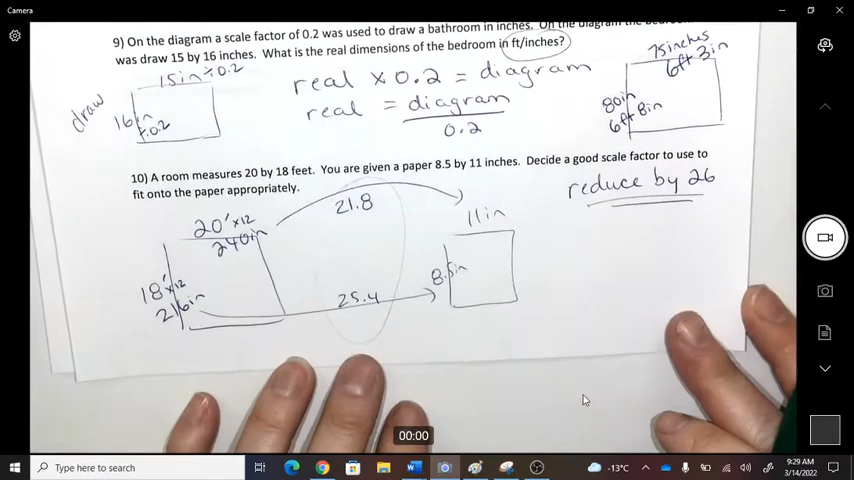 Camera
9) On the diagram a scale factor of 0.2 was used to draw a bathroom in inches. On the diagram the bedroom
was draw 15 by 16 inches. What is the real dimensions of the bedroom in ft/inches?
draw
15in ÷0.2
16in
÷0.2
real × 0.2 = diagram
real = diagram
0.2
75inches
6ft 3in
80in
6ft 8in
10) A room measures 20 by 18 feet. You are given a paper 8.5 by 11 inches. Decide a good scale factor to use to
fit onto the paper appropriately.
reduce by 26
20' ×12
240in
18' ×12
216in
21.8
25.4
11in
8.5in
00:00
Type here to search
-13°C
9:29 AM
3/14/2022